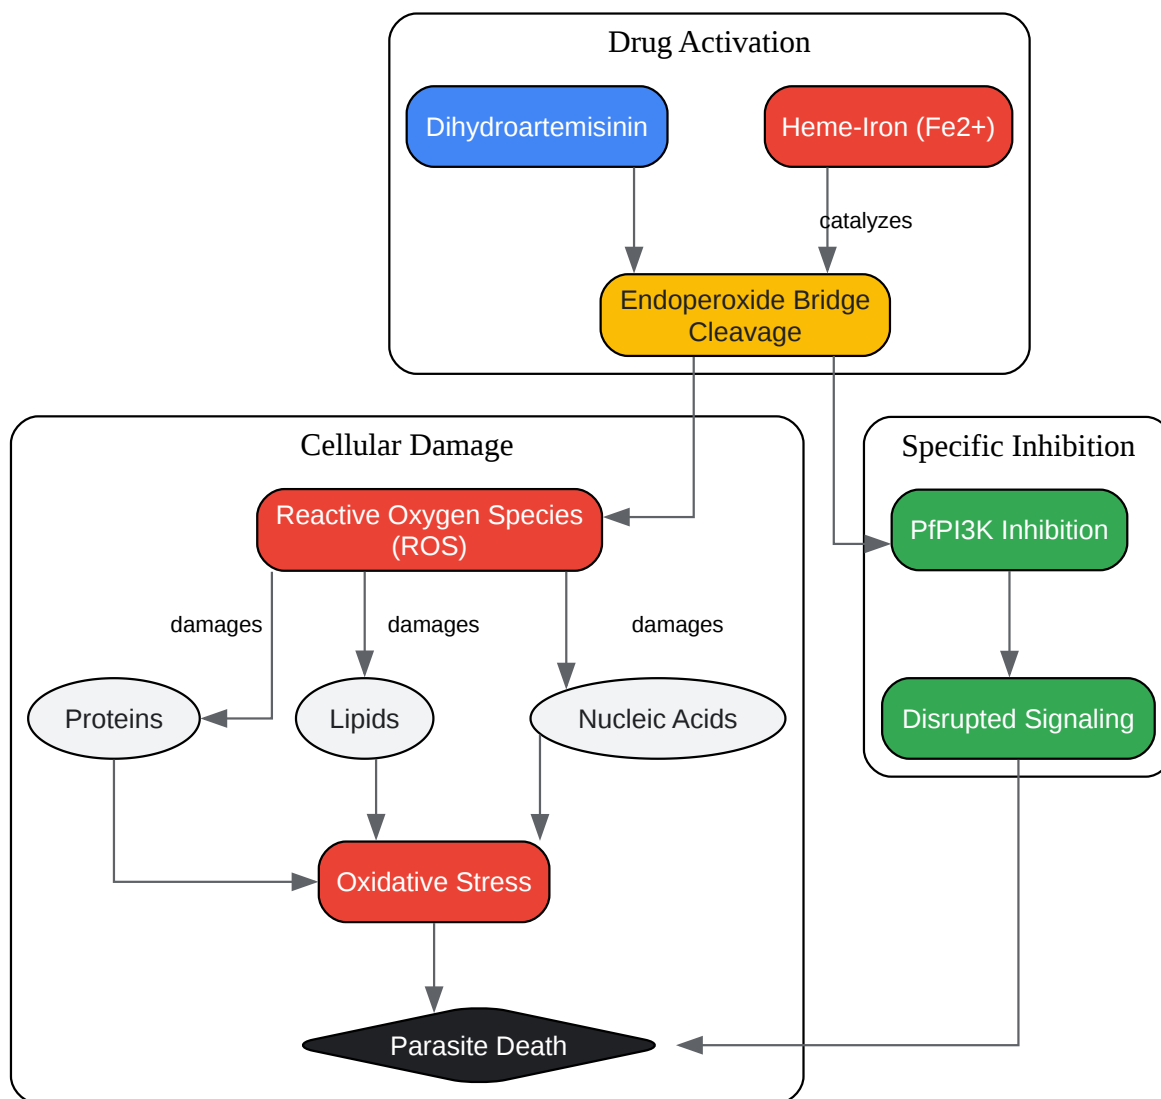 Drug Activation
Dihydroartemisinin
Heme-Iron (Fe2+)
catalyzes
Endoperoxide Bridge
Cleavage
Cellular Damage
Specific Inhibition
Reactive Oxygen Species
(ROS)
PfPI3K Inhibition
damages
damages
damages
Proteins
Lipids
Nucleic Acids
Disrupted Signaling
Oxidative Stress
Parasite Death